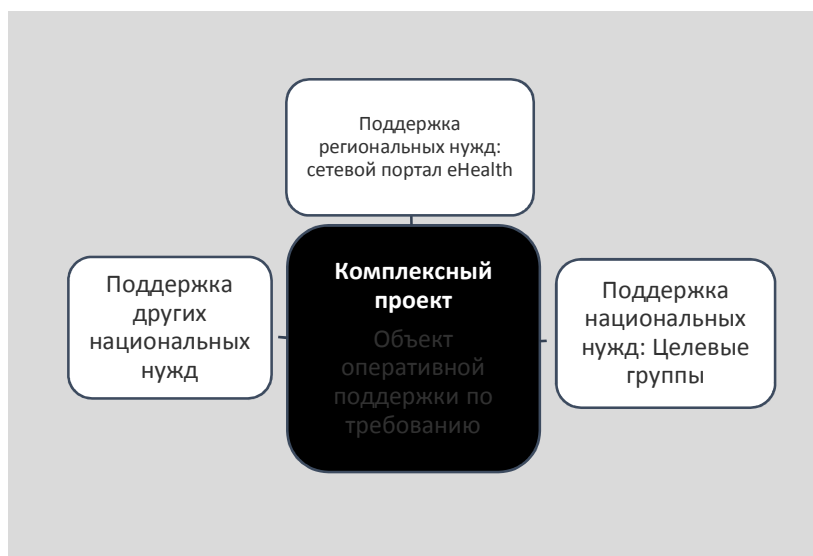 Поддержка
региональных нужд:
сетевой портал eHealth
Поддержка
других
национальных
нужд
Комплексный
проект
Объект
оперативной
поддержки по
требованию
Поддержка
национальных
нужд: Целевые
группы